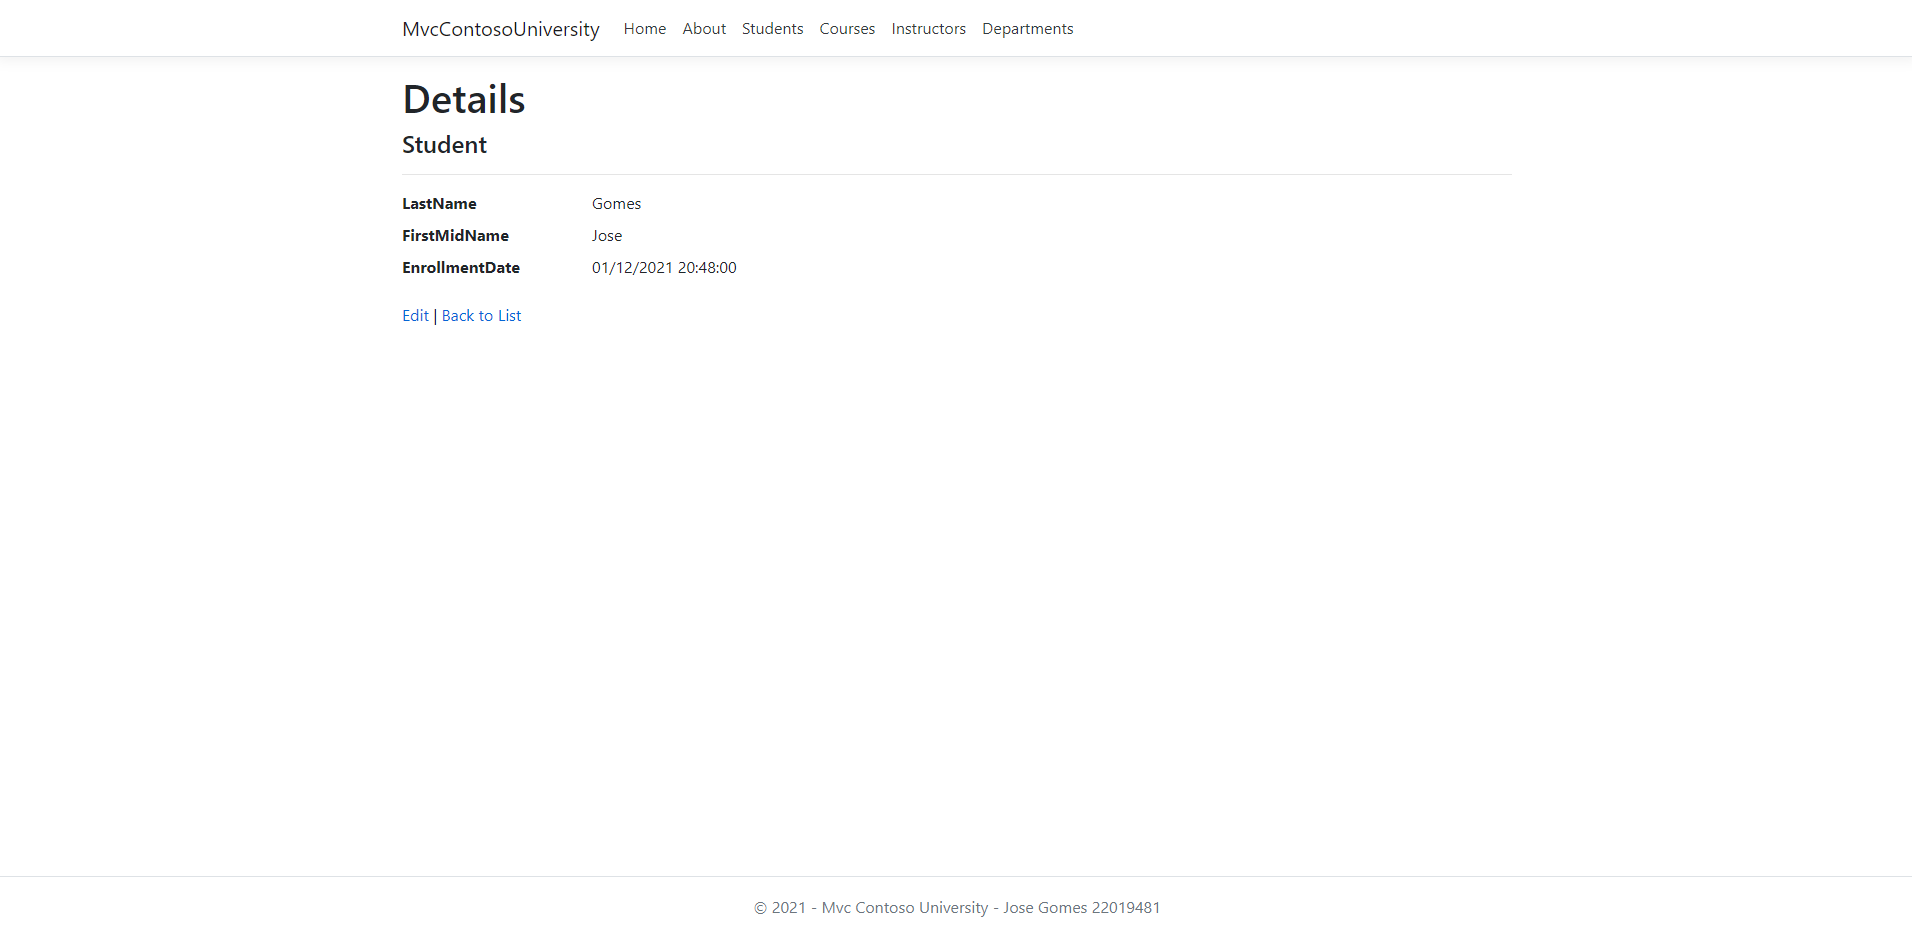 MvcContosoUniversity Home About Students Courses Instructors Departments
Details
Student
LastName Gomes
FirstMidName Jose
EnrollmentDate 01/12/2021 20:48:00
Edit | Back to List
© 2021 - Mvc Contoso University - Jose Gomes 22019481